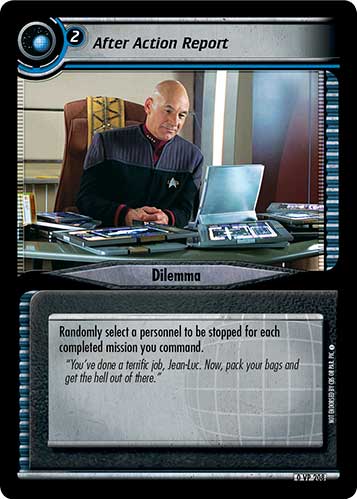 2 After Action Report
Dilemma
Randomly select a personnel to be stopped for each
completed mission you command.
"You've done a terrific job, Jean-Luc. Now, pack your bags and
get the hell out of there."
NOT ENDORSED BY CBS OR PAR. PIC.
0 VP 208